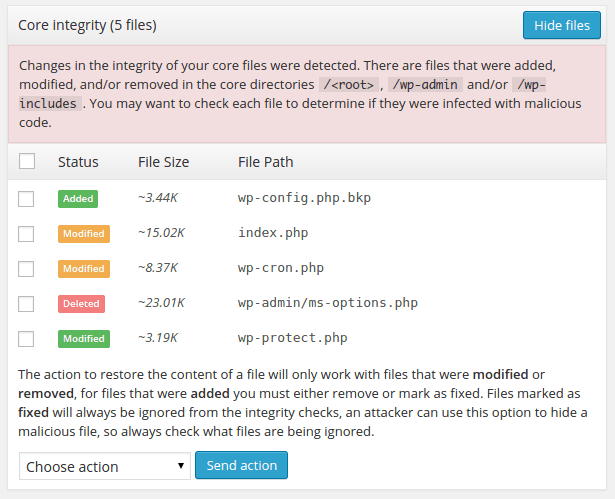 Core integrity (5 files) Hide files
Changes in the integrity of your core files were detected. There are files that were added,
modified, and/or removed in the core directories /<root> , /wp-admin and/or /wp-
includes . You may want to check each file to determine if they were infected with malicious
code.
Status File Size File Path
Added ~3.44K wp-config.php.bkp
Modified ~15.02K index.php
Modified ~8.37K wp-cron.php
Deleted ~23.01K wp-admin/ms-options.php
Modified ~3.19K wp-protect.php
The action to restore the content of a file will only work with files that were modified or
removed, for files that were added you must either remove or mark as fixed. Files marked as
fixed will always be ignored from the integrity checks, an attacker can use this option to hide a
malicious file, so always check what files are being ignored.
Choose action Send action